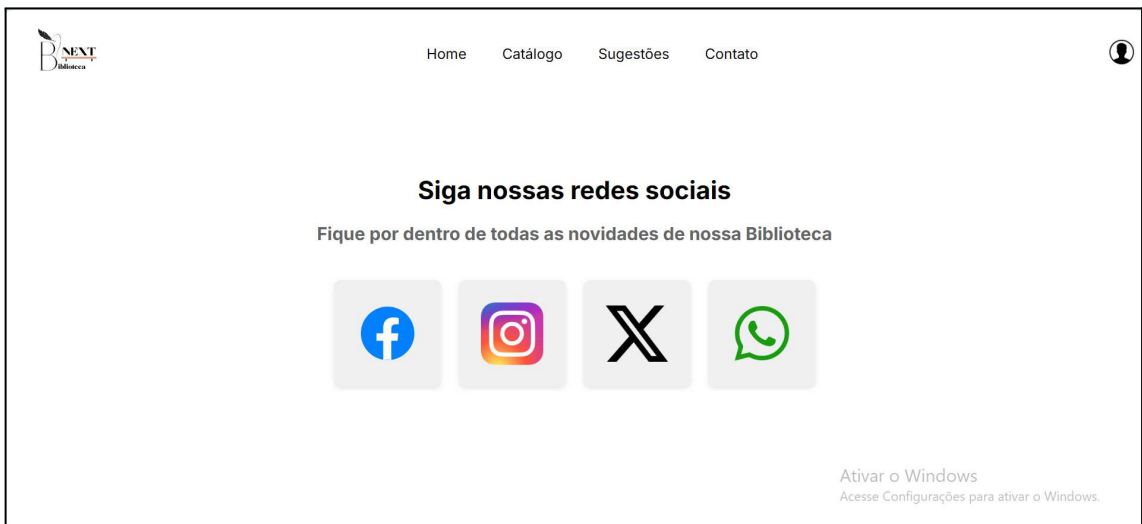 NEXT
Biblioteca
Home Catálogo Sugestões Contato
Siga nossas redes sociais
Fique por dentro de todas as novidades de nossa Biblioteca
Ativar o Windows
Acesse Configurações para ativar o Windows.